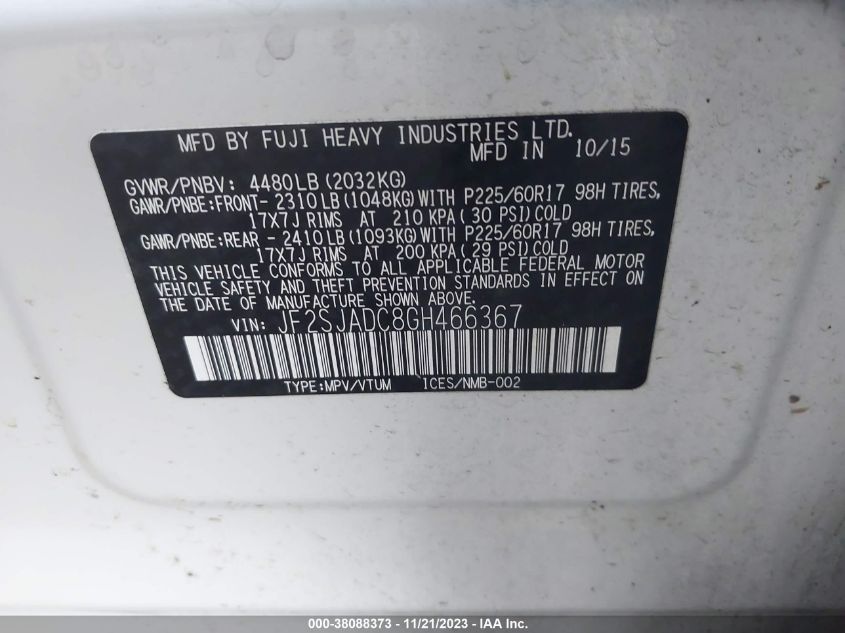 MFD BY FUJI HEAVY INDUSTRIES LTD.
MFD IN 10/15
GVWR/PNBV: 4480LB (2032KG)
GAWR/PNBE:FRONT- 2310LB (1048KG) WITH P225/60R17 98H TIRES,
17X7J RIMS AT 210 KPA ( 30 PSI) COLD
GAWR/PNBE:REAR - 2410LB (1093KG) WITH P225/60R17 98H TIRES,
17X7J RIMS AT 200 KPA ( 29 PSI) COLD
THIS VEHICLE CONFORMS TO ALL APPLICABLE FEDERAL MOTOR
VEHICLE SAFETY AND THEFT PREVENTION STANDARDS IN EFFECT ON
THE DATE OF MANUFACTURE SHOWN ABOVE.
VIN: JF2SJADC8GH466367
TYPE:MPV/VTUM ICES/NMB-002
000-38088373 - 11/21/2023 - IAAI.com